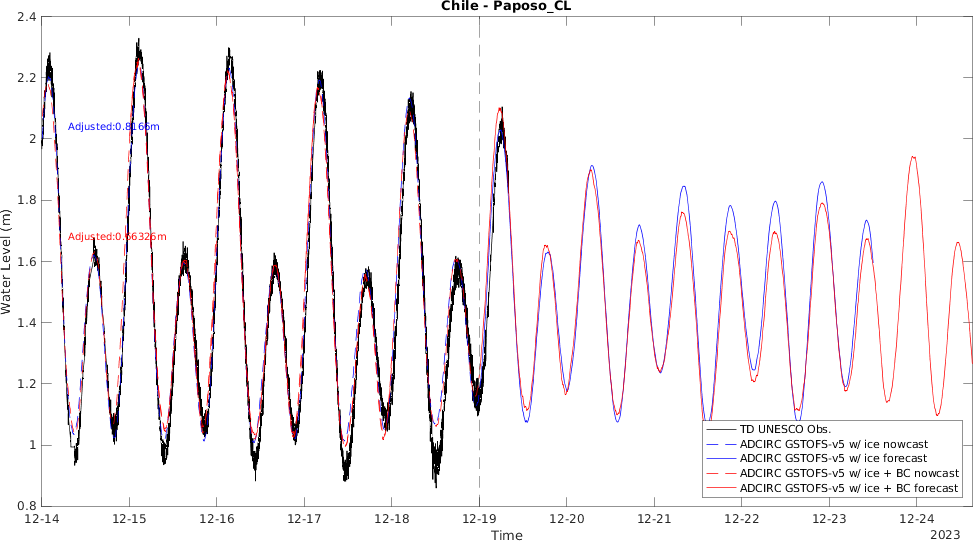 Chile - Paposo_CL
2.4
2.2
2
1.8
1.6
1.4
1.2
1
0.8
Water Level (m)
Adjusted:0.8166m
Adjusted:0.66326m
TD UNESCO Obs.
ADCIRC GSTOFS-v5 w/ ice nowcast
ADCIRC GSTOFS-v5 w/ ice forecast
ADCIRC GSTOFS-v5 w/ ice + BC nowcast
ADCIRC GSTOFS-v5 w/ ice + BC forecast
12-14 12-15 12-16 12-17 12-18 12-19 12-20 12-21 12-22 12-23 12-24
Time
2023